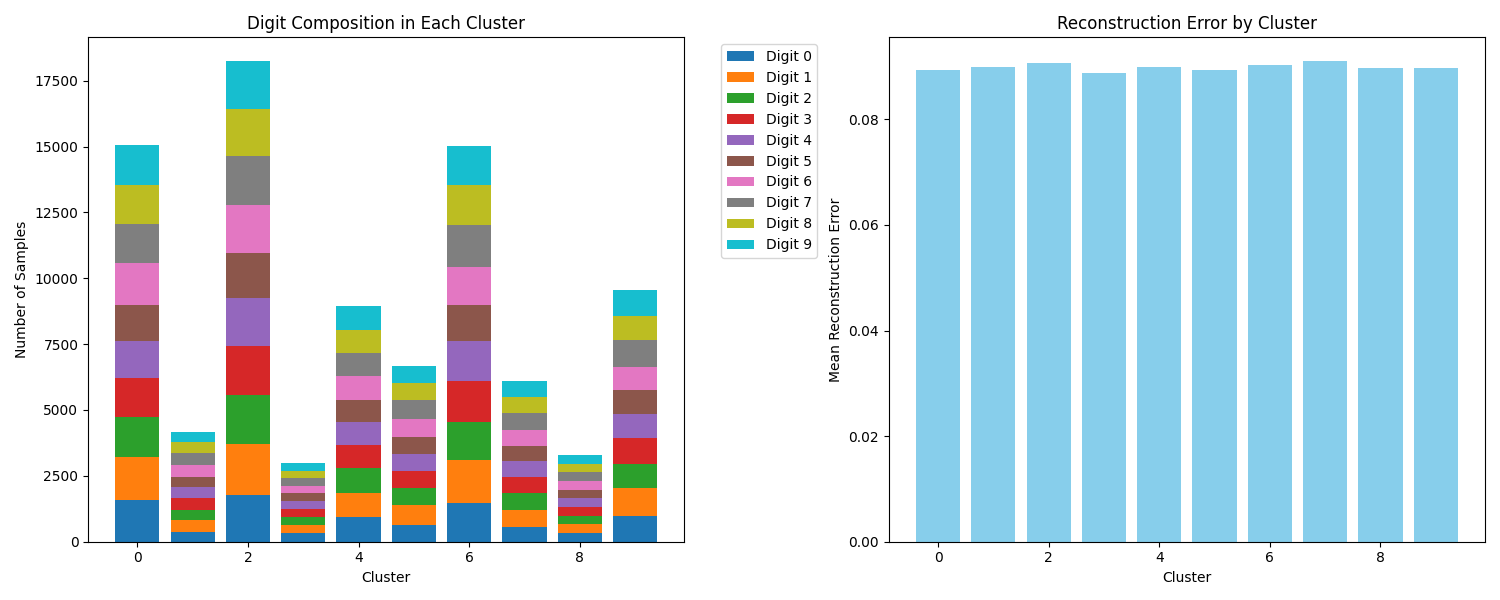 Digit Composition in Each Cluster
Number of Samples
17500
15000
12500
10000
7500
5000
2500
0
0
2
4
6
8
Cluster
Digit 0
Digit 1
Digit 2
Digit 3
Digit 4
Digit 5
Digit 6
Digit 7
Digit 8
Digit 9
Reconstruction Error by Cluster
Mean Reconstruction Error
0.08
0.06
0.04
0.02
0.00
0
2
4
6
8
Cluster